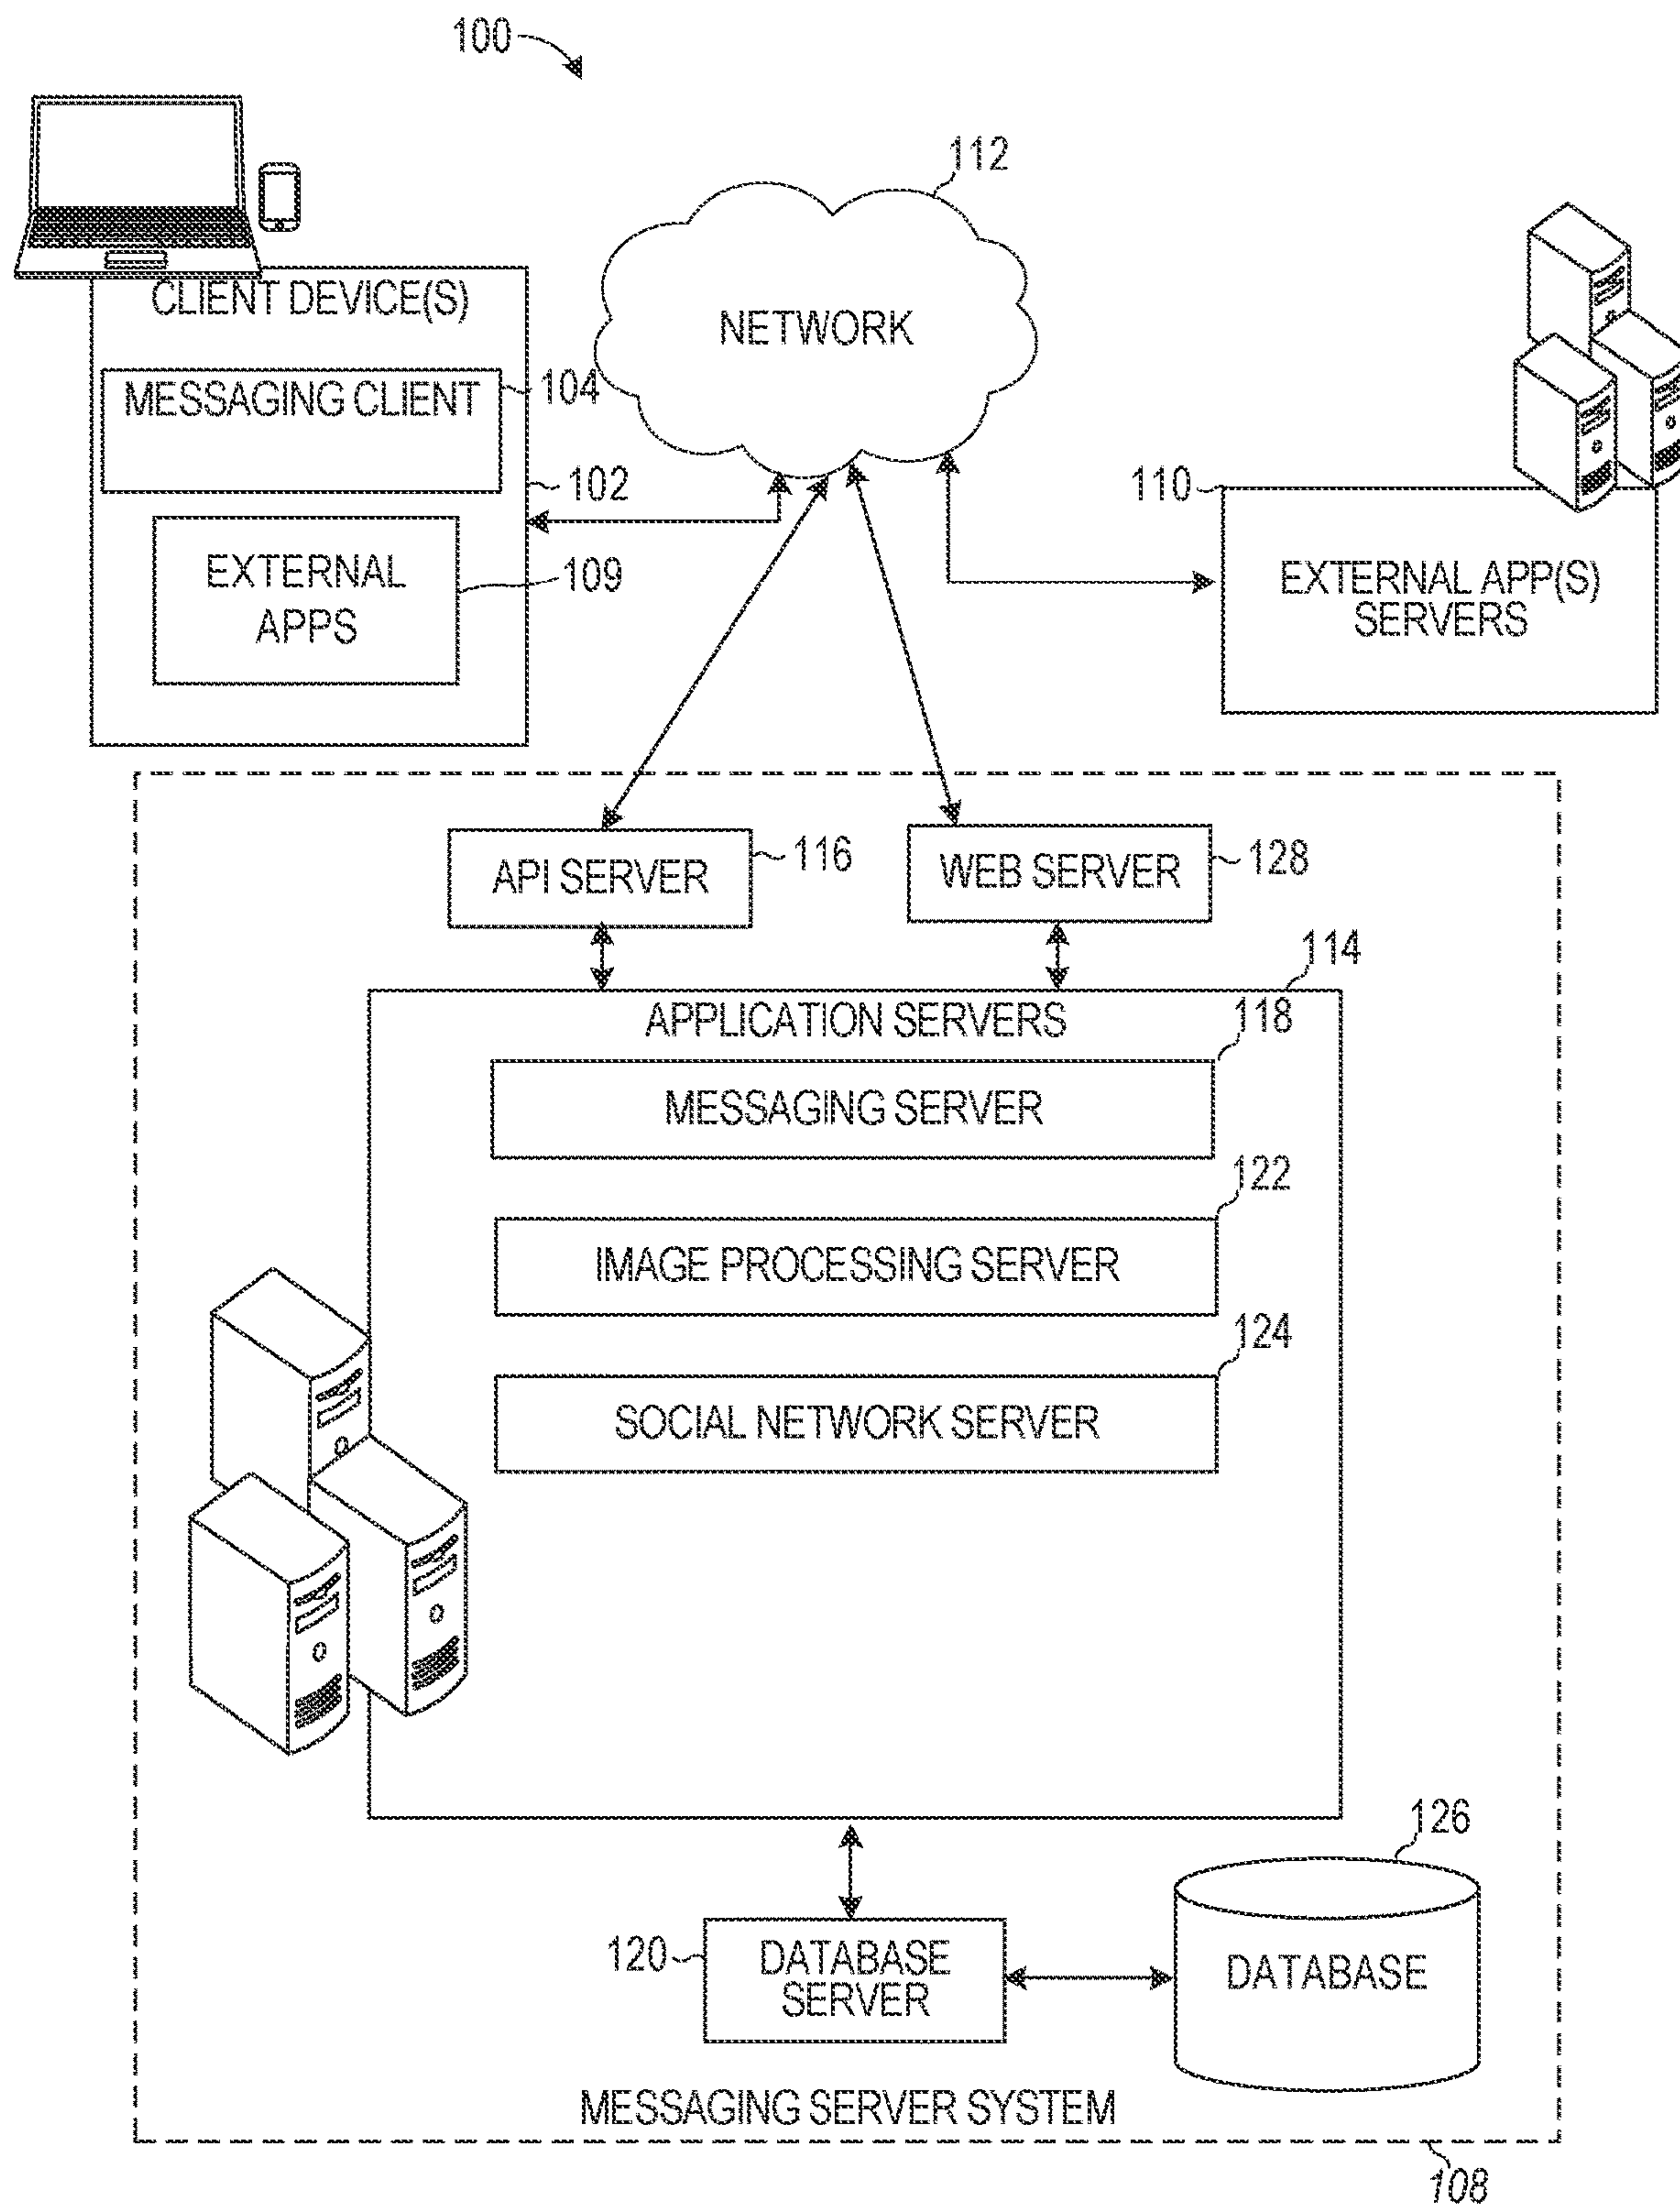 100
112
CLIENT DEVICE(S)
NETWORK
MESSAGING CLIENT
104
102
110
EXTERNAL
APPS
109
EXTERNAL APP(S)
SERVERS
API SERVER
116
WEB SERVER
128
114
APPLICATION SERVERS
118
MESSAGING SERVER
122
IMAGE PROCESSING SERVER
124
SOCIAL NETWORK SERVER
126
120
DATABASE
SERVER
DATABASE
MESSAGING SERVER SYSTEM
108